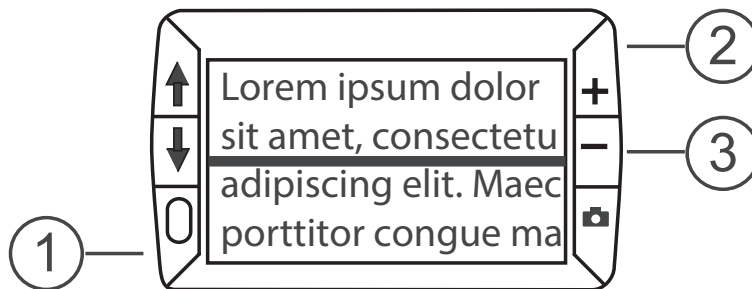 Lorem ipsum dolor
sit amet, consectetu
adipiscing elit. Maec
porttitor congue ma
+
−
1
2
3